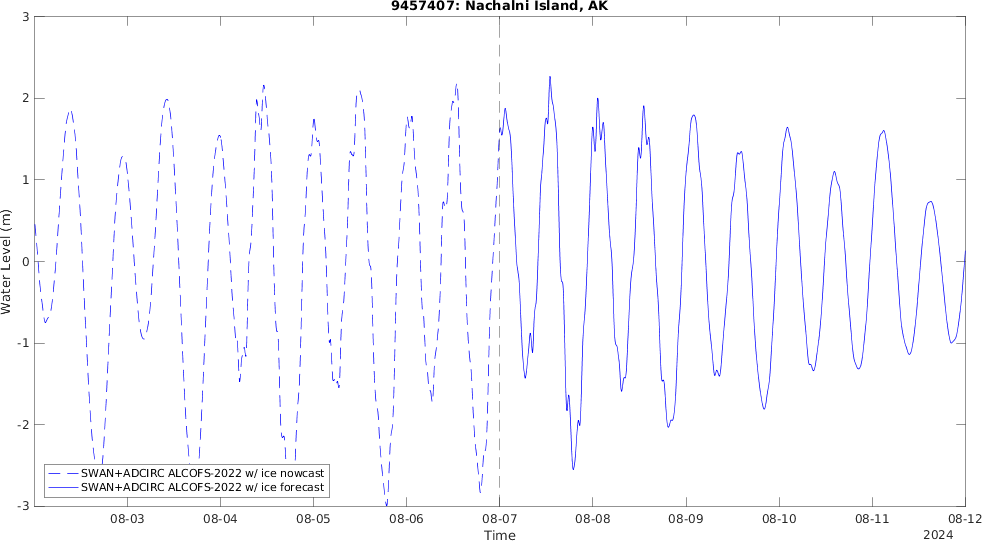 9457407: Nachalni Island, AK
3
2
1
0
-1
-2
-3
Water Level (m)
SWAN+ADCIRC ALCOFS-2022 w/ ice nowcast
SWAN+ADCIRC ALCOFS-2022 w/ ice forecast
08-03 08-04 08-05 08-06 08-07 08-08 08-09 08-10 08-11 08-12
Time
2024